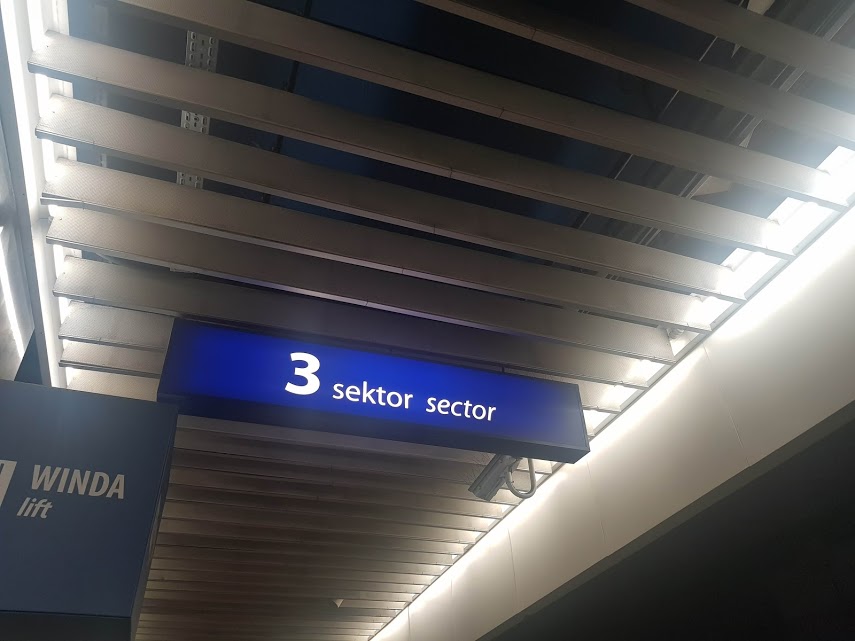 3 sektor sector
WINDA
lift